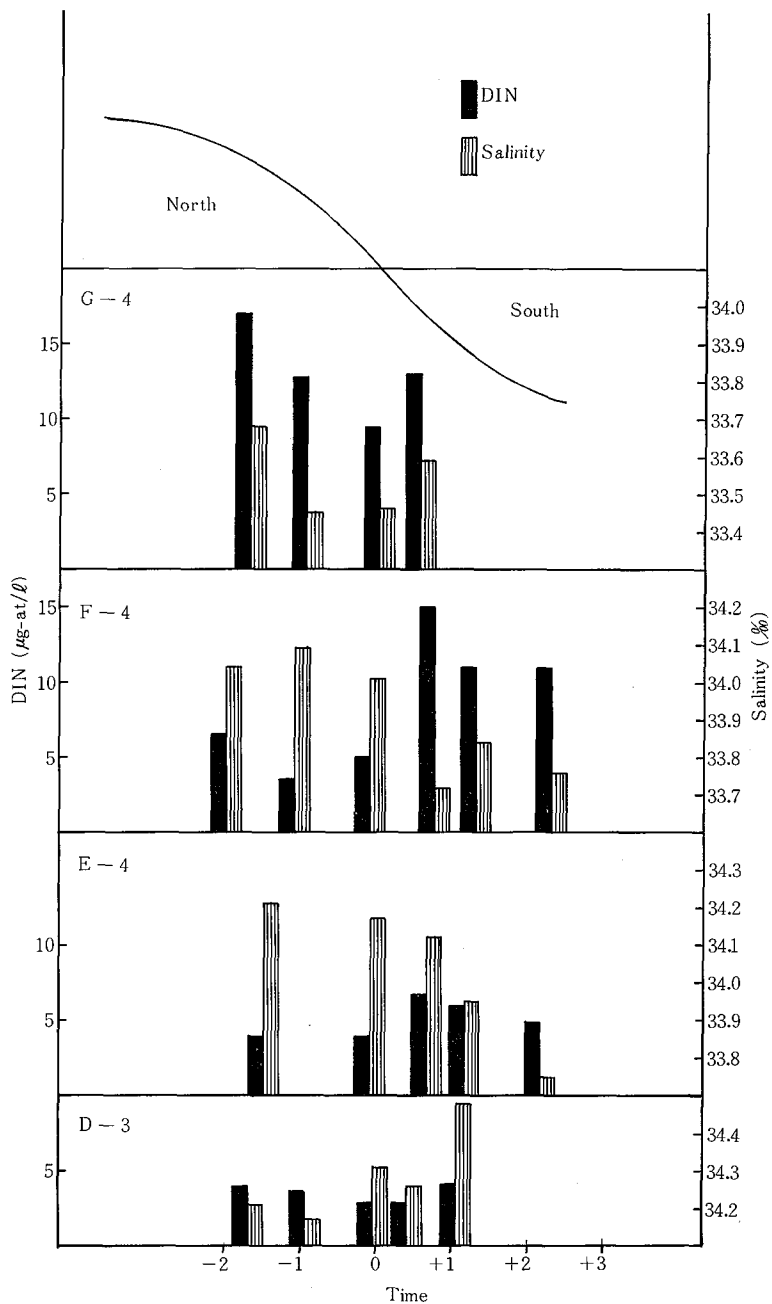 DIN
Salinity
North
South
G-4
15
10
5
34.0
33.9
33.8
33.7
33.6
33.5
33.4
F-4
15
10
5
34.2
34.1
34.0
33.9
33.8
33.7
DIN (μg-at/ℓ)
Salinity (‰)
E-4
10
5
34.3
34.2
34.1
34.0
33.9
33.8
D-3
5
34.4
34.3
34.2
-2 -1 0 +1 +2 +3
Time